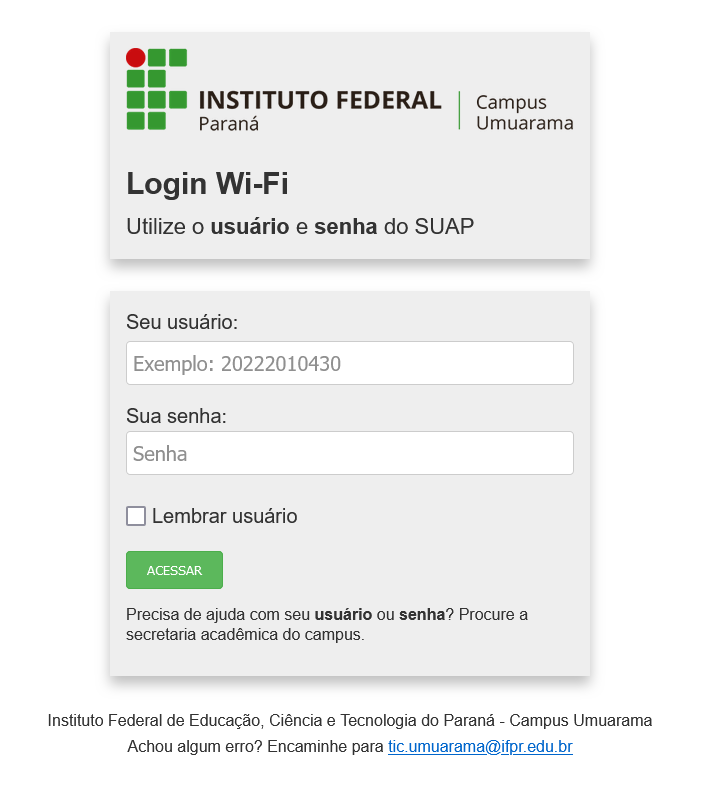 INSTITUTO FEDERAL
Paraná
Campus
Umuarama
Login Wi-Fi
Utilize o usuário e senha do SUAP
Seu usuário:
Exemplo: 20222010430
Sua senha:
Senha
Lembrar usuário
ACESSAR
Precisa de ajuda com seu usuário ou senha? Procure a
secretaria acadêmica do campus.
Instituto Federal de Educação, Ciência e Tecnologia do Paraná - Campus Umuarama
Achou algum erro? Encaminhe para tic.umuarama@ifpr.edu.br